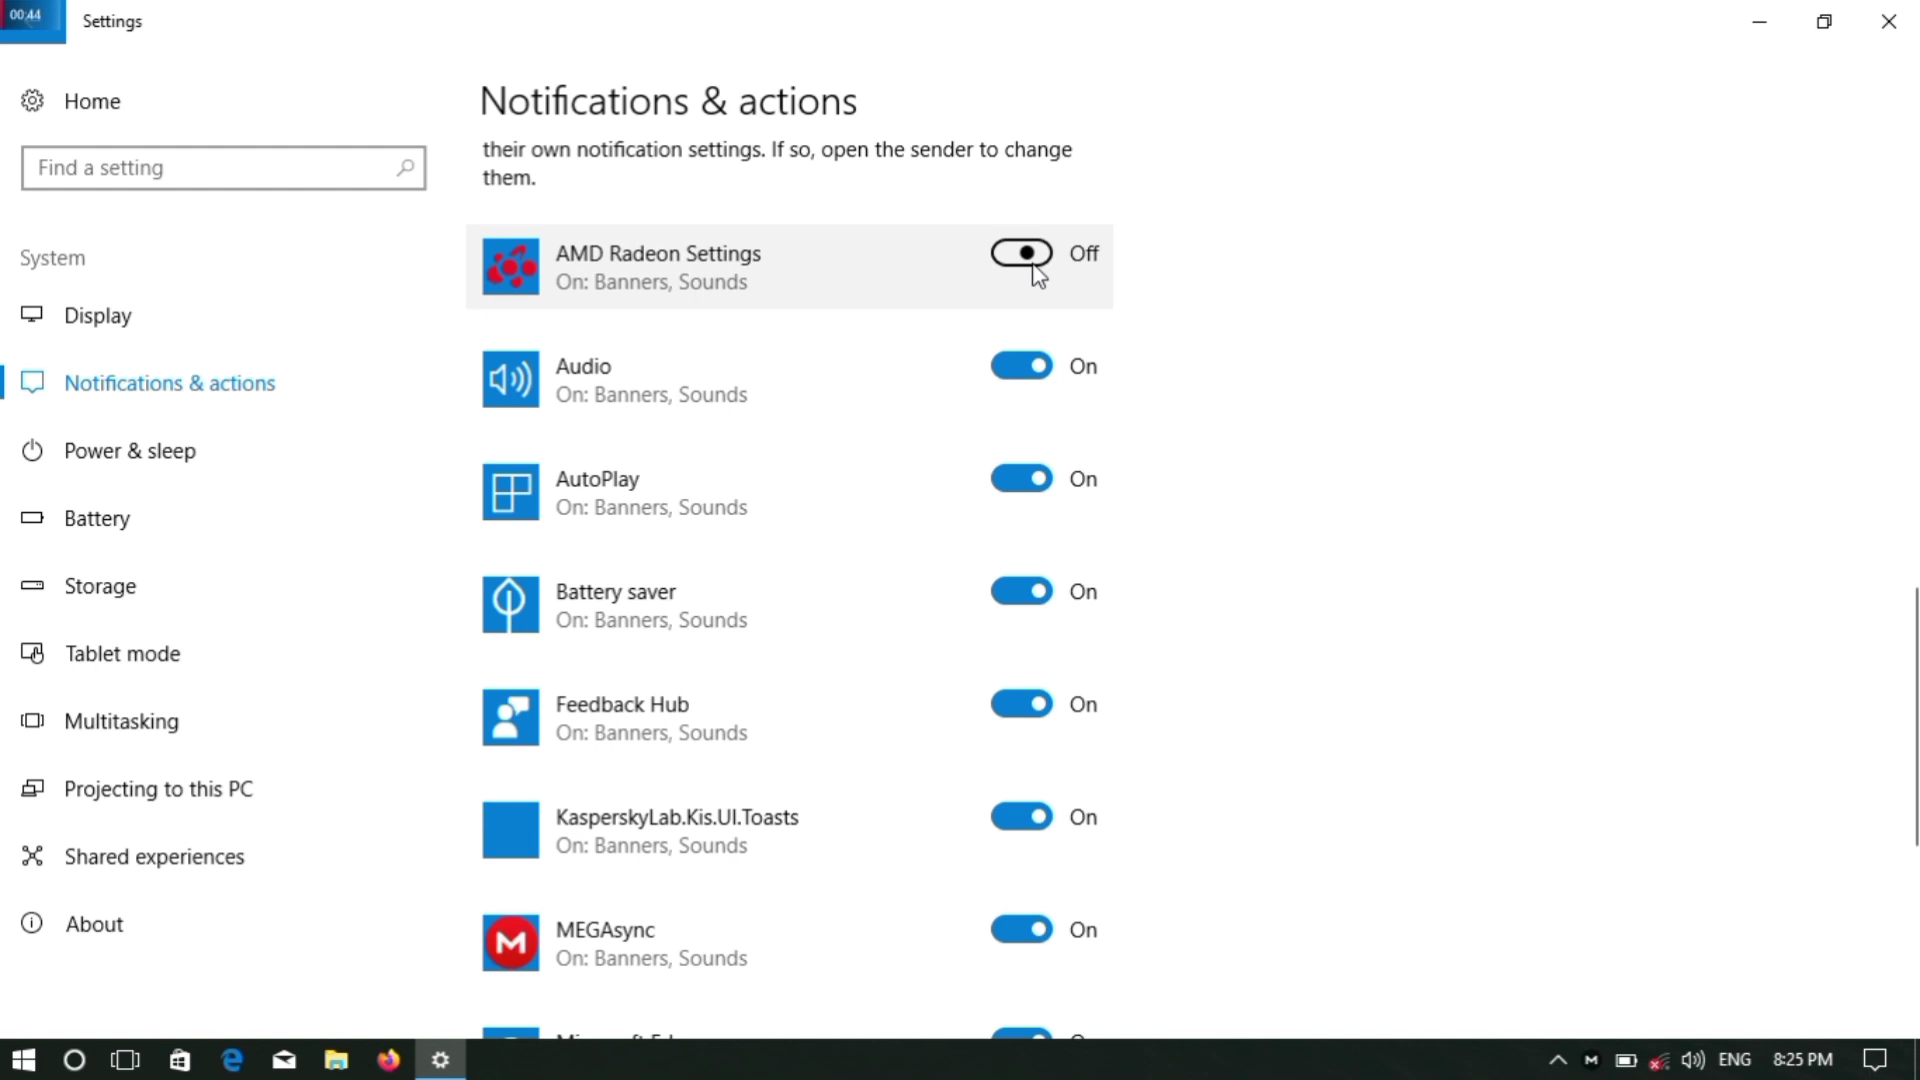 00:44
Settings
Home
Find a setting
System
Display
Notifications & actions
Power & sleep
Battery
Storage
Tablet mode
Multitasking
Projecting to this PC
Shared experiences
About
Notifications & actions
their own notification settings. If so, open the sender to change
them.
AMD Radeon Settings
On: Banners, Sounds
Off
Audio
On: Banners, Sounds
On
AutoPlay
On: Banners, Sounds
On
Battery saver
On: Banners, Sounds
On
Feedback Hub
On: Banners, Sounds
On
KasperskyLab.Kis.UI.Toasts
On: Banners, Sounds
On
MEGAsync
On: Banners, Sounds
On
ENG
8:25 PM